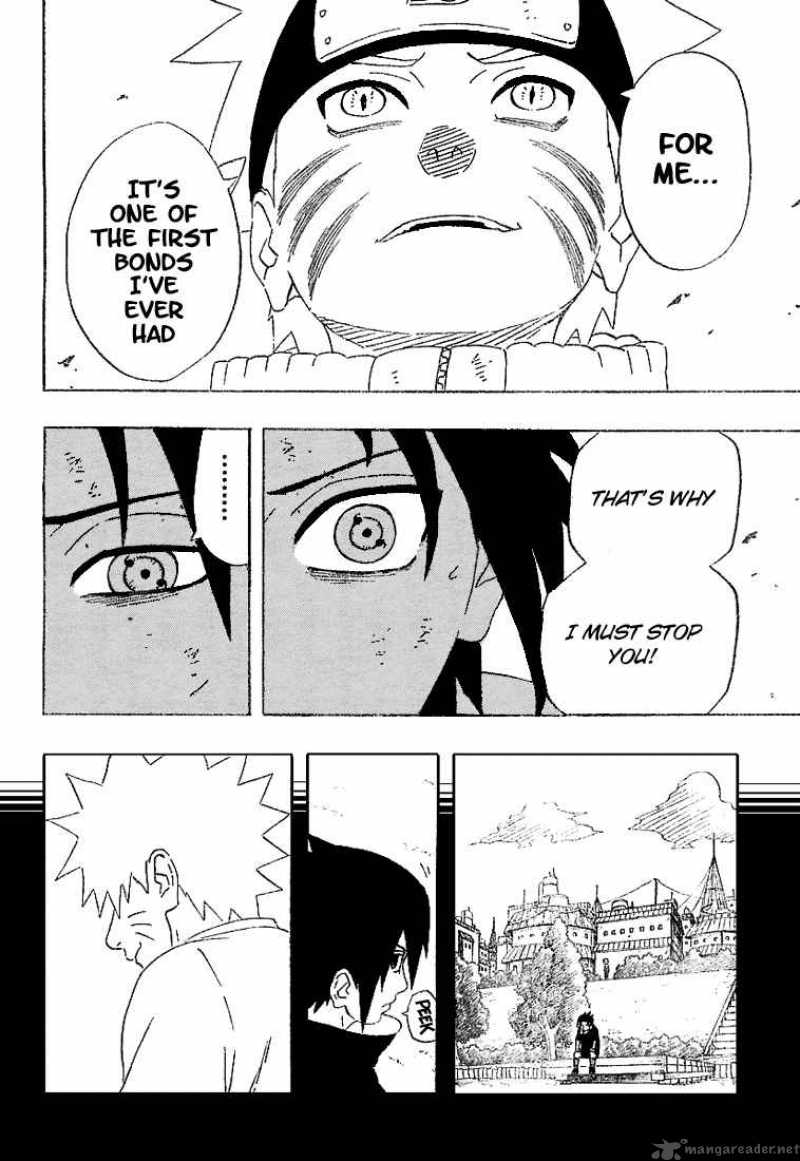 FOR
ME...
IT'S
ONE OF
THE FIRST
BONDS
I'VE
EVER
HAD
THAT'S WHY
I MUST STOP
YOU!
.........
PEEK
mangareader.net